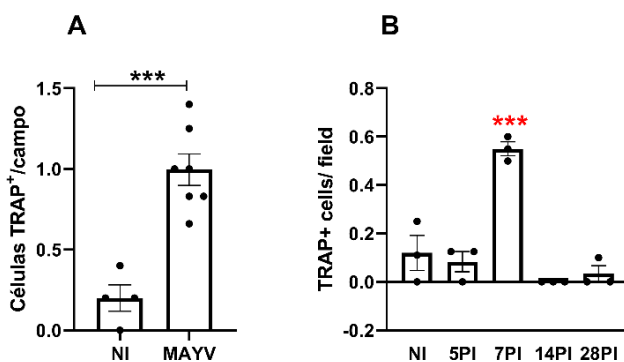 A
***
Células TRAP+/campo
1.5
1.0
0.5
0.0
NI MAYV
B
***
TRAP+ cells/ field
0.8
0.6
0.4
0.2
0.0
-0.2
NI 5PI 7PI 14PI 28PI